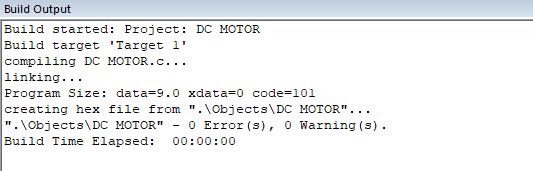 Build Output
Build started: Project: DC MOTOR
Build target 'Target 1'
compiling DC MOTOR.c...
linking...
Program Size: data=9.0 xdata=0 code=101
creating hex file from ".\Objects\DC MOTOR"...
".\Objects\DC MOTOR" - 0 Error(s), 0 Warning(s).
Build Time Elapsed:  00:00:00